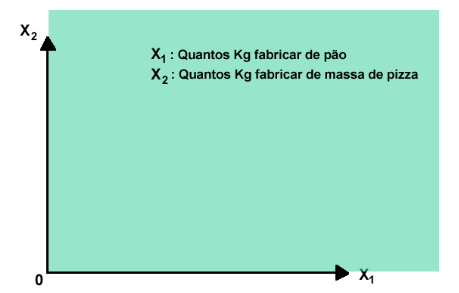 X2
X1 : Quantos Kg fabricar de pão
X2 : Quantos Kg fabricar de massa de pizza
0
X1